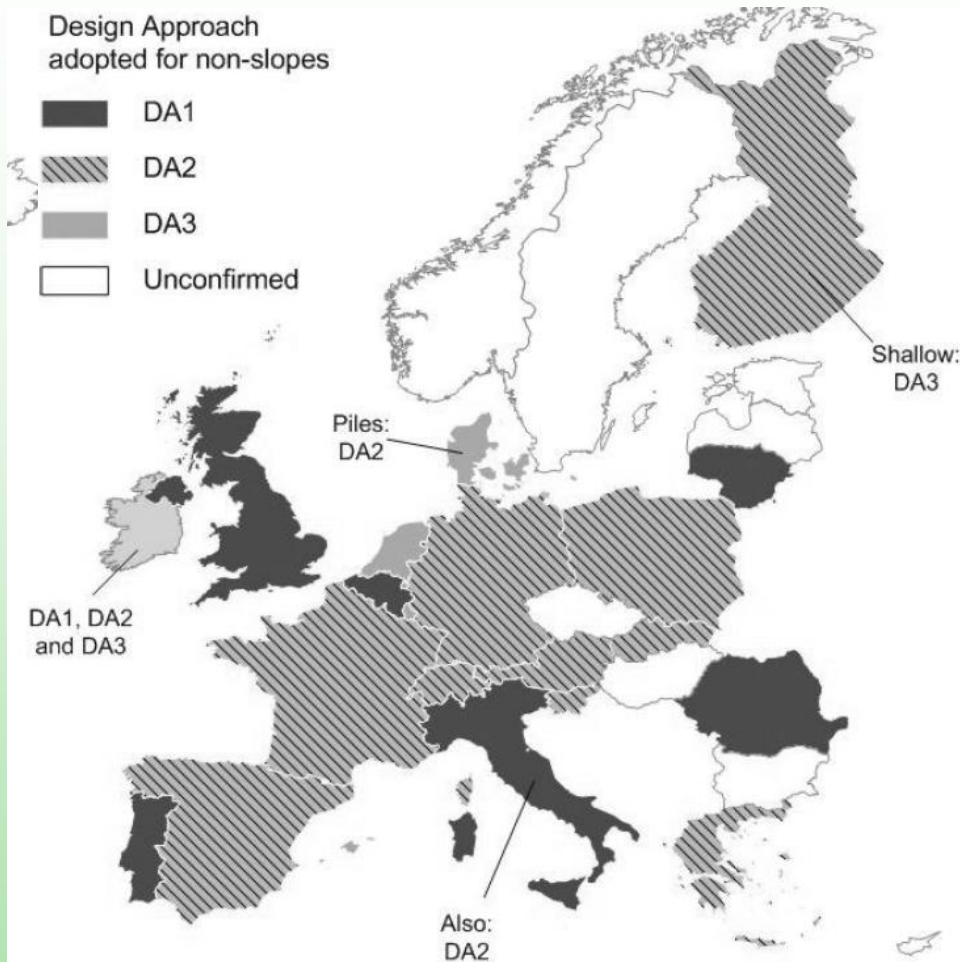 Design Approach
adopted for non-slopes
DA1
DA2
DA3
Unconfirmed
Shallow:
DA3
Piles:
DA2
DA1, DA2
and DA3
Also:
DA2